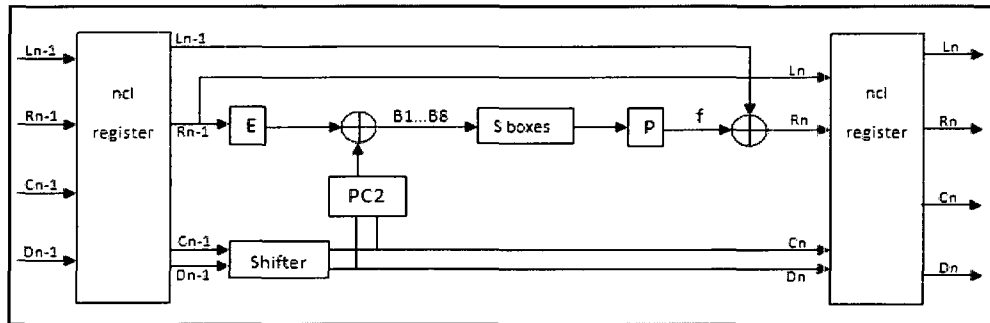 Ln-1
Rn-1
Cn-1
Dn-1
ncl
register
Ln-1
Rn-1
Cn-1
Dn-1
E
Shifter
PC2
B1...B8
S boxes
P
f
Ln
Rn
Cn
Dn
ncl
register
Ln
Rn
Cn
Dn